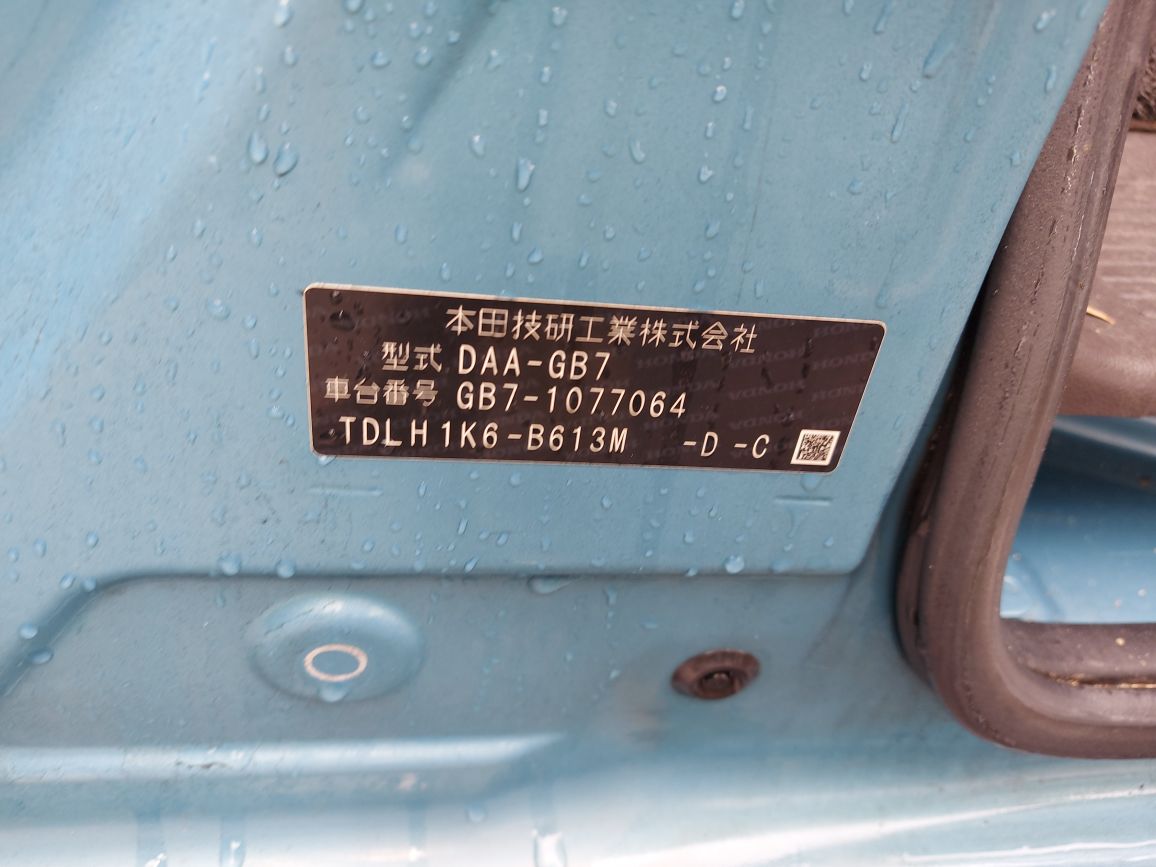 本田技研工業株式会社
型式 DAA-GB7
車台番号 GB7-1077064
TDLH1K6-B613M -D -C